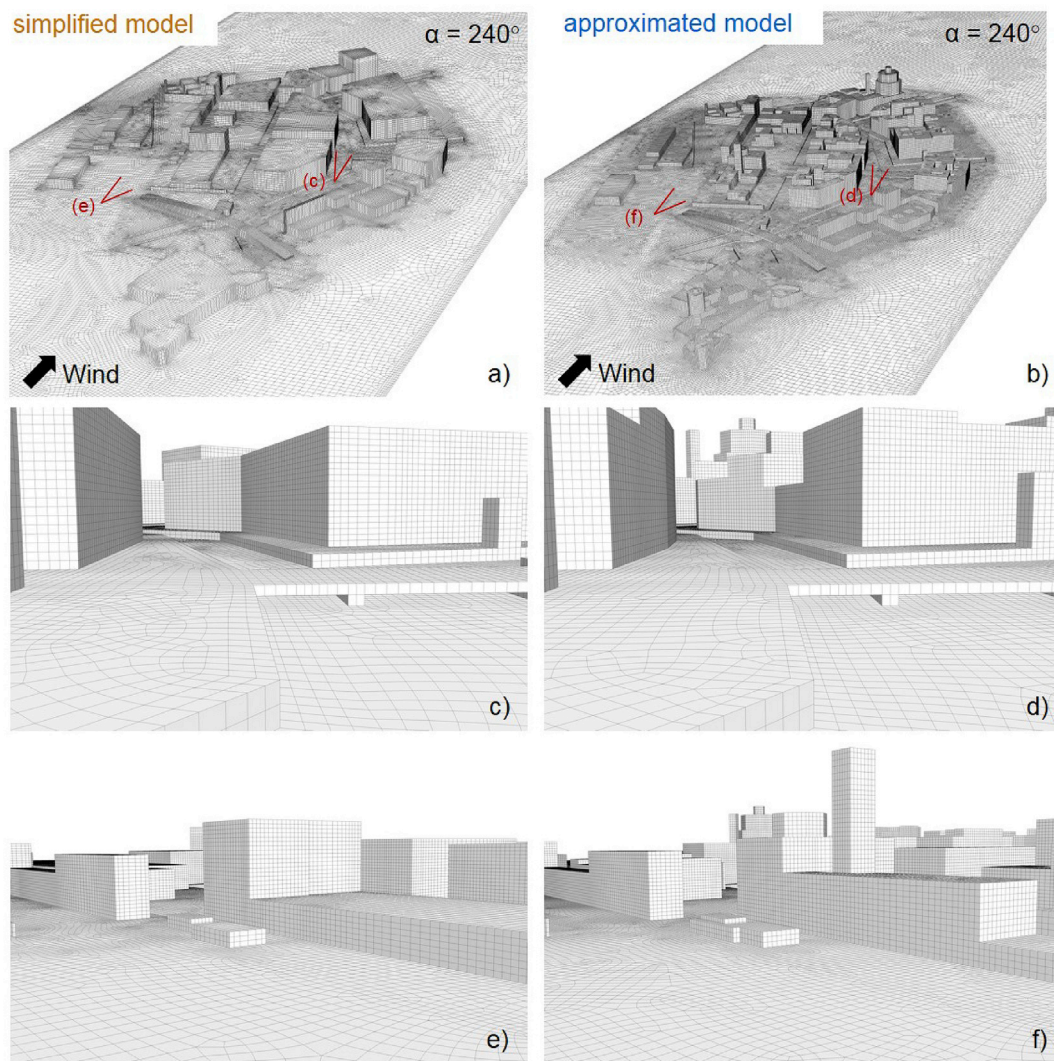 simplified model
α = 240°
(c)
(e)
Wind
a)
approximated model
α = 240°
(d)
(f)
Wind
b)
c)
d)
e)
f)